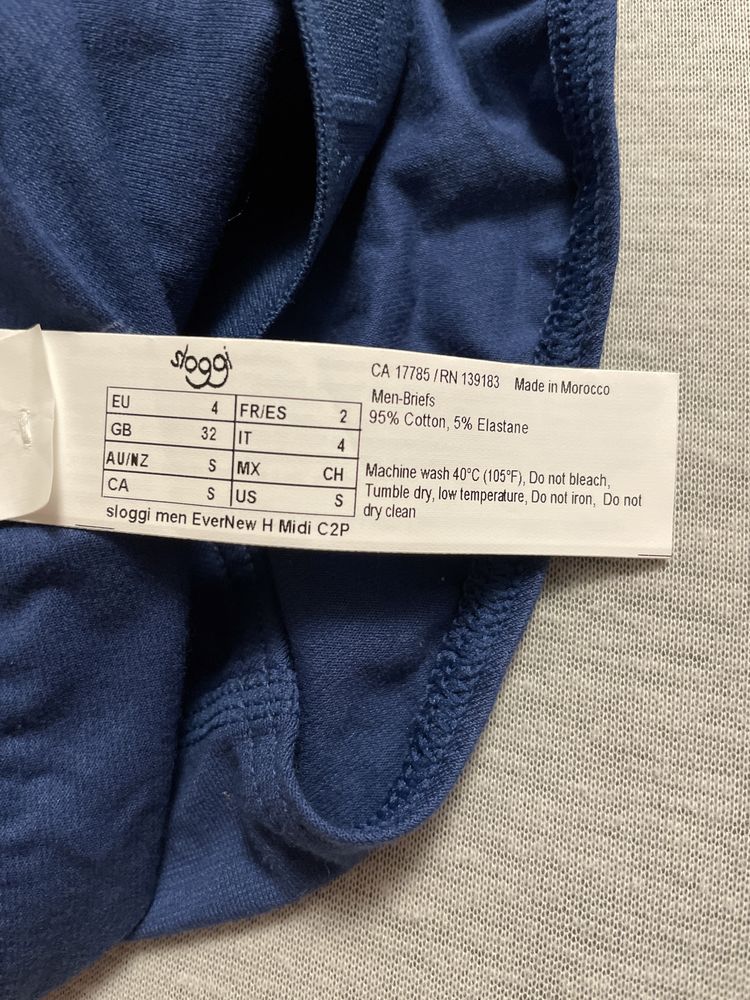 sloggi
EU 4 FR/ES 2
GB 32 IT 4
AU/NZ S MX CH
CA S US S
sloggi men EverNew H Midi C2P
CA 17785 / RN 139183 Made in Morocco
Men-Briefs
95% Cotton, 5% Elastane
Machine wash 40°C (105°F), Do not bleach,
Tumble dry, low temperature, Do not iron, Do not
dry clean